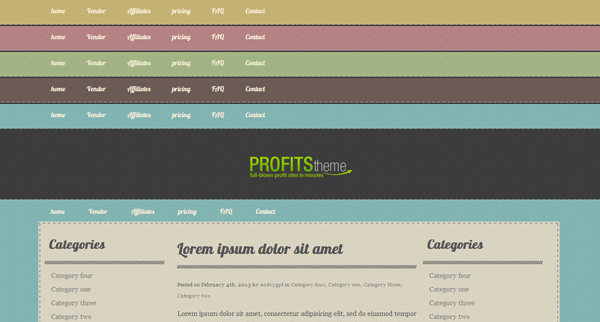 home Vendor Affiliates pricing FAQ Contact
home Vendor Affiliates pricing FAQ Contact
home Vendor Affiliates pricing FAQ Contact
home Vendor Affiliates pricing FAQ Contact
home Vendor Affiliates pricing FAQ Contact
PROFITStheme
full-blown profit sites in minutes
home Vendor Affiliates pricing FAQ Contact
Categories
Category four
Category one
Category three
Category two
Lorem ipsum dolor sit amet
Posted on February 4th, 2013 by andrygpf in Category four, Category one, Category three,
Category two
Lorem ipsum dolor sit amet, consectetur adipisicing elit, sed do eiusmod tempor
Categories
Category four
Category one
Category three
Category two